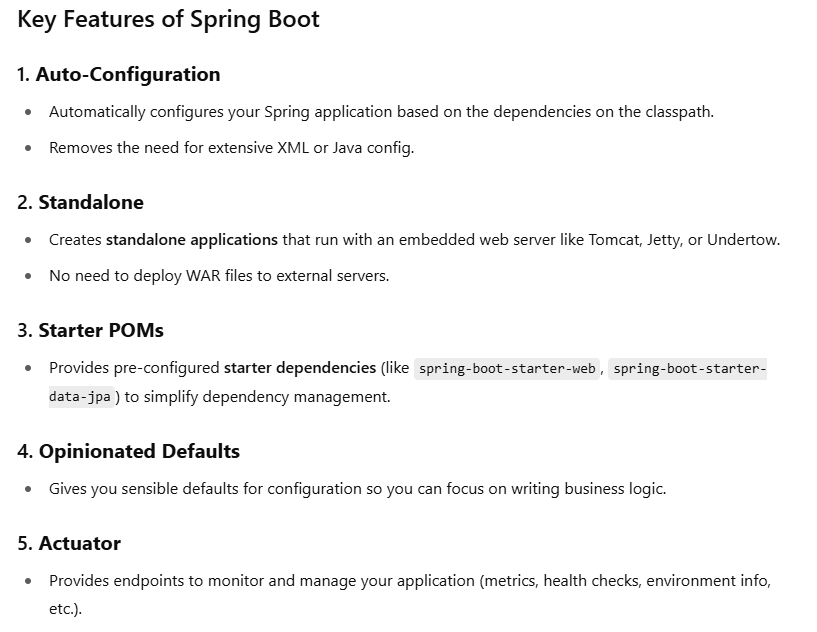 Key Features of Spring Boot
1. Auto-Configuration
• Automatically configures your Spring application based on the dependencies on the classpath.
• Removes the need for extensive XML or Java config.
2. Standalone
• Creates standalone applications that run with an embedded web server like Tomcat, Jetty, or Undertow.
• No need to deploy WAR files to external servers.
3. Starter POMs
• Provides pre-configured starter dependencies (like spring-boot-starter-web, spring-boot-starter-
data-jpa) to simplify dependency management.
4. Opinionated Defaults
• Gives you sensible defaults for configuration so you can focus on writing business logic.
5. Actuator
• Provides endpoints to monitor and manage your application (metrics, health checks, environment info,
etc.).